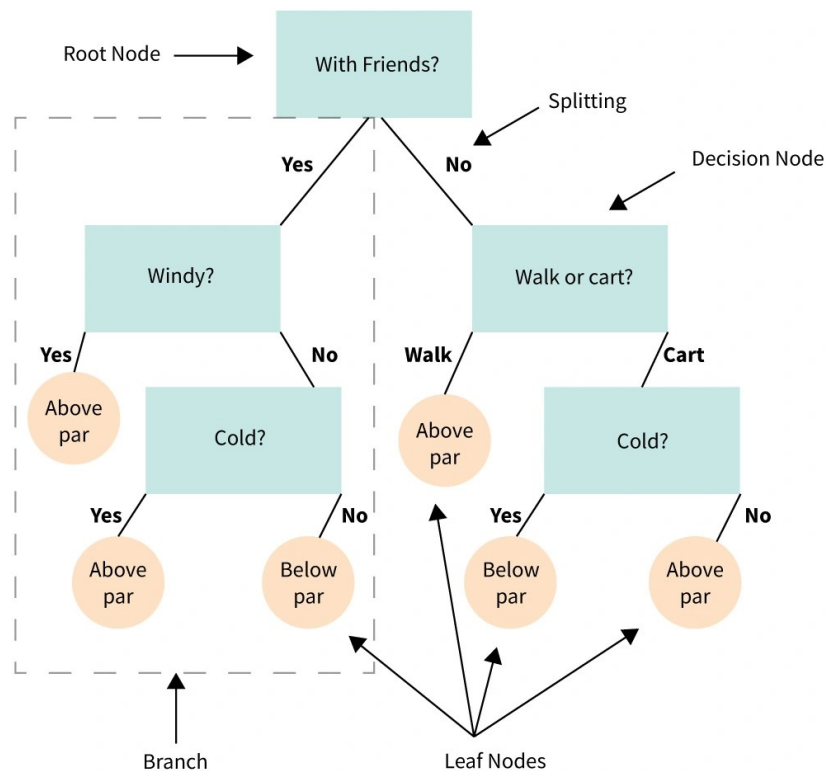 Root Node
With Friends?
Splitting
Decision Node
Yes
No
Windy?
Walk or cart?
Yes
No
Walk
Cart
Above
par
Cold?
Above
par
Cold?
Yes
No
Yes
No
Above
par
Below
par
Below
par
Above
par
Branch
Leaf Nodes